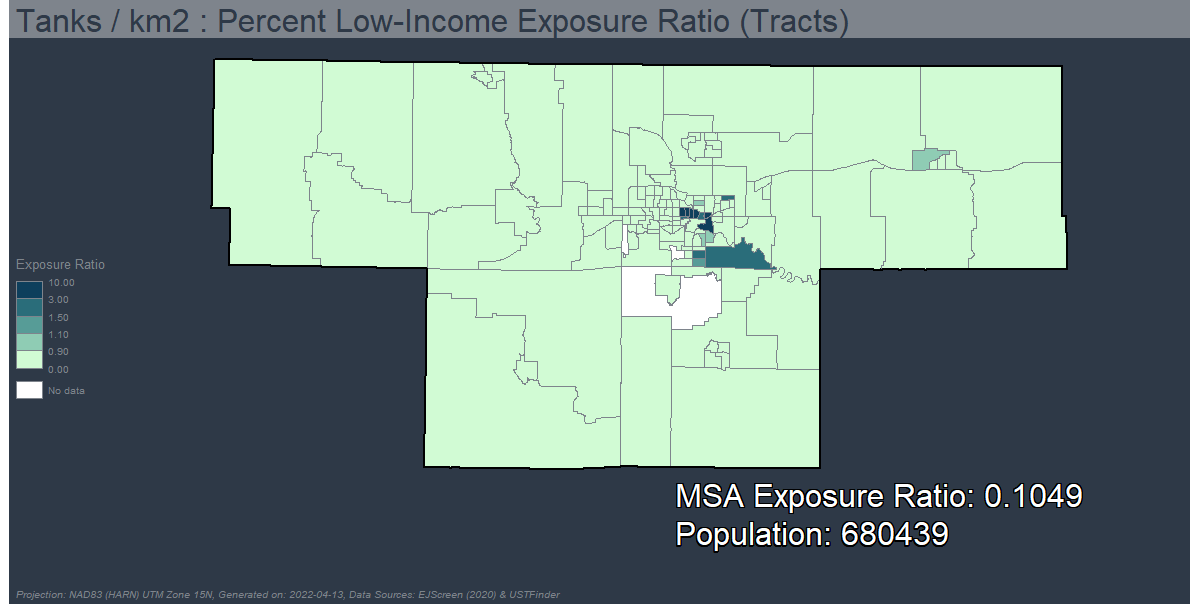 Tanks / km2 : Percent Low-Income Exposure Ratio (Tracts)
Exposure Ratio
10.00
3.00
1.50
1.10
0.90
0.00
No data
MSA Exposure Ratio: 0.1049
Population: 680439
Projection: NAD83 (HARN) UTM Zone 15N, Generated on: 2022-04-13, Data Sources: EJScreen (2020) & USTFinder